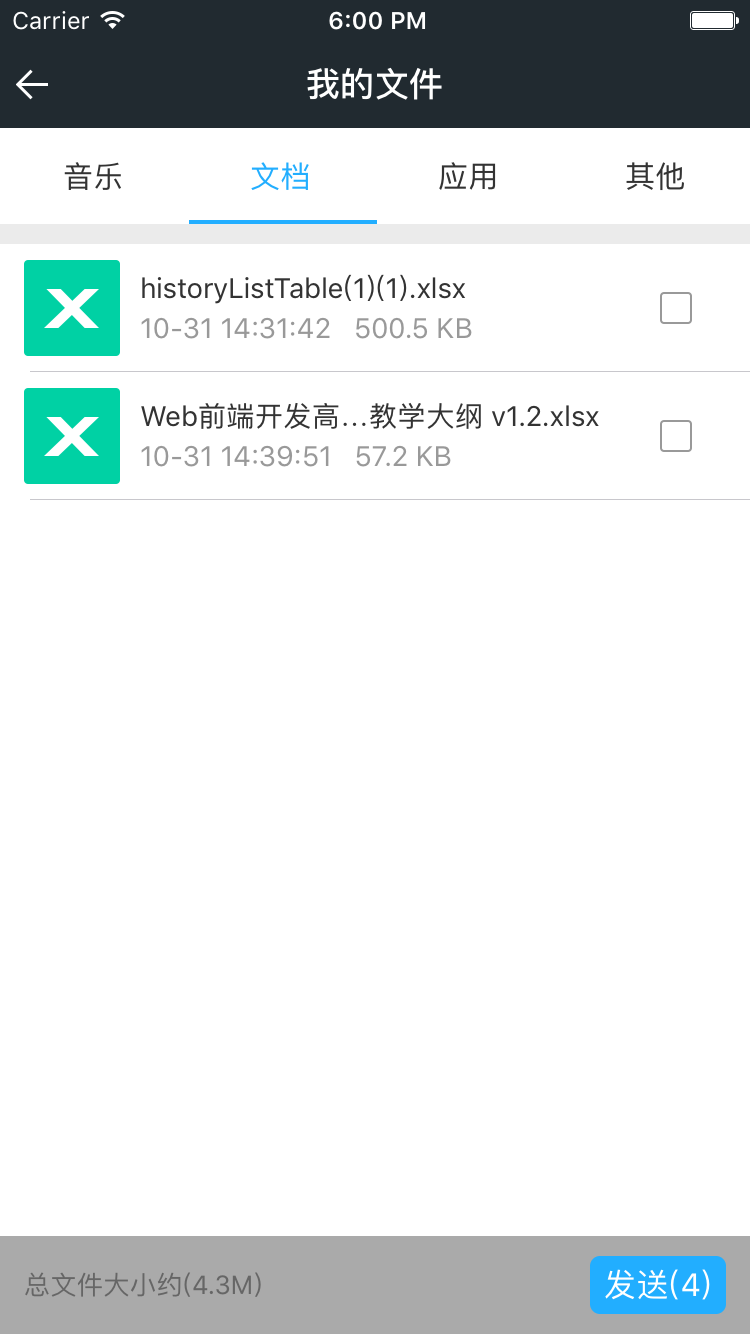 Carrier 6:00 PM
我的文件
音乐 文档 应用 其他
historyListTable(1)(1).xlsx
10-31 14:31:42 500.5 KB
Web前端开发高...教学大纲 v1.2.xlsx
10-31 14:39:51 57.2 KB
总文件大小约(4.3M) 发送(4)